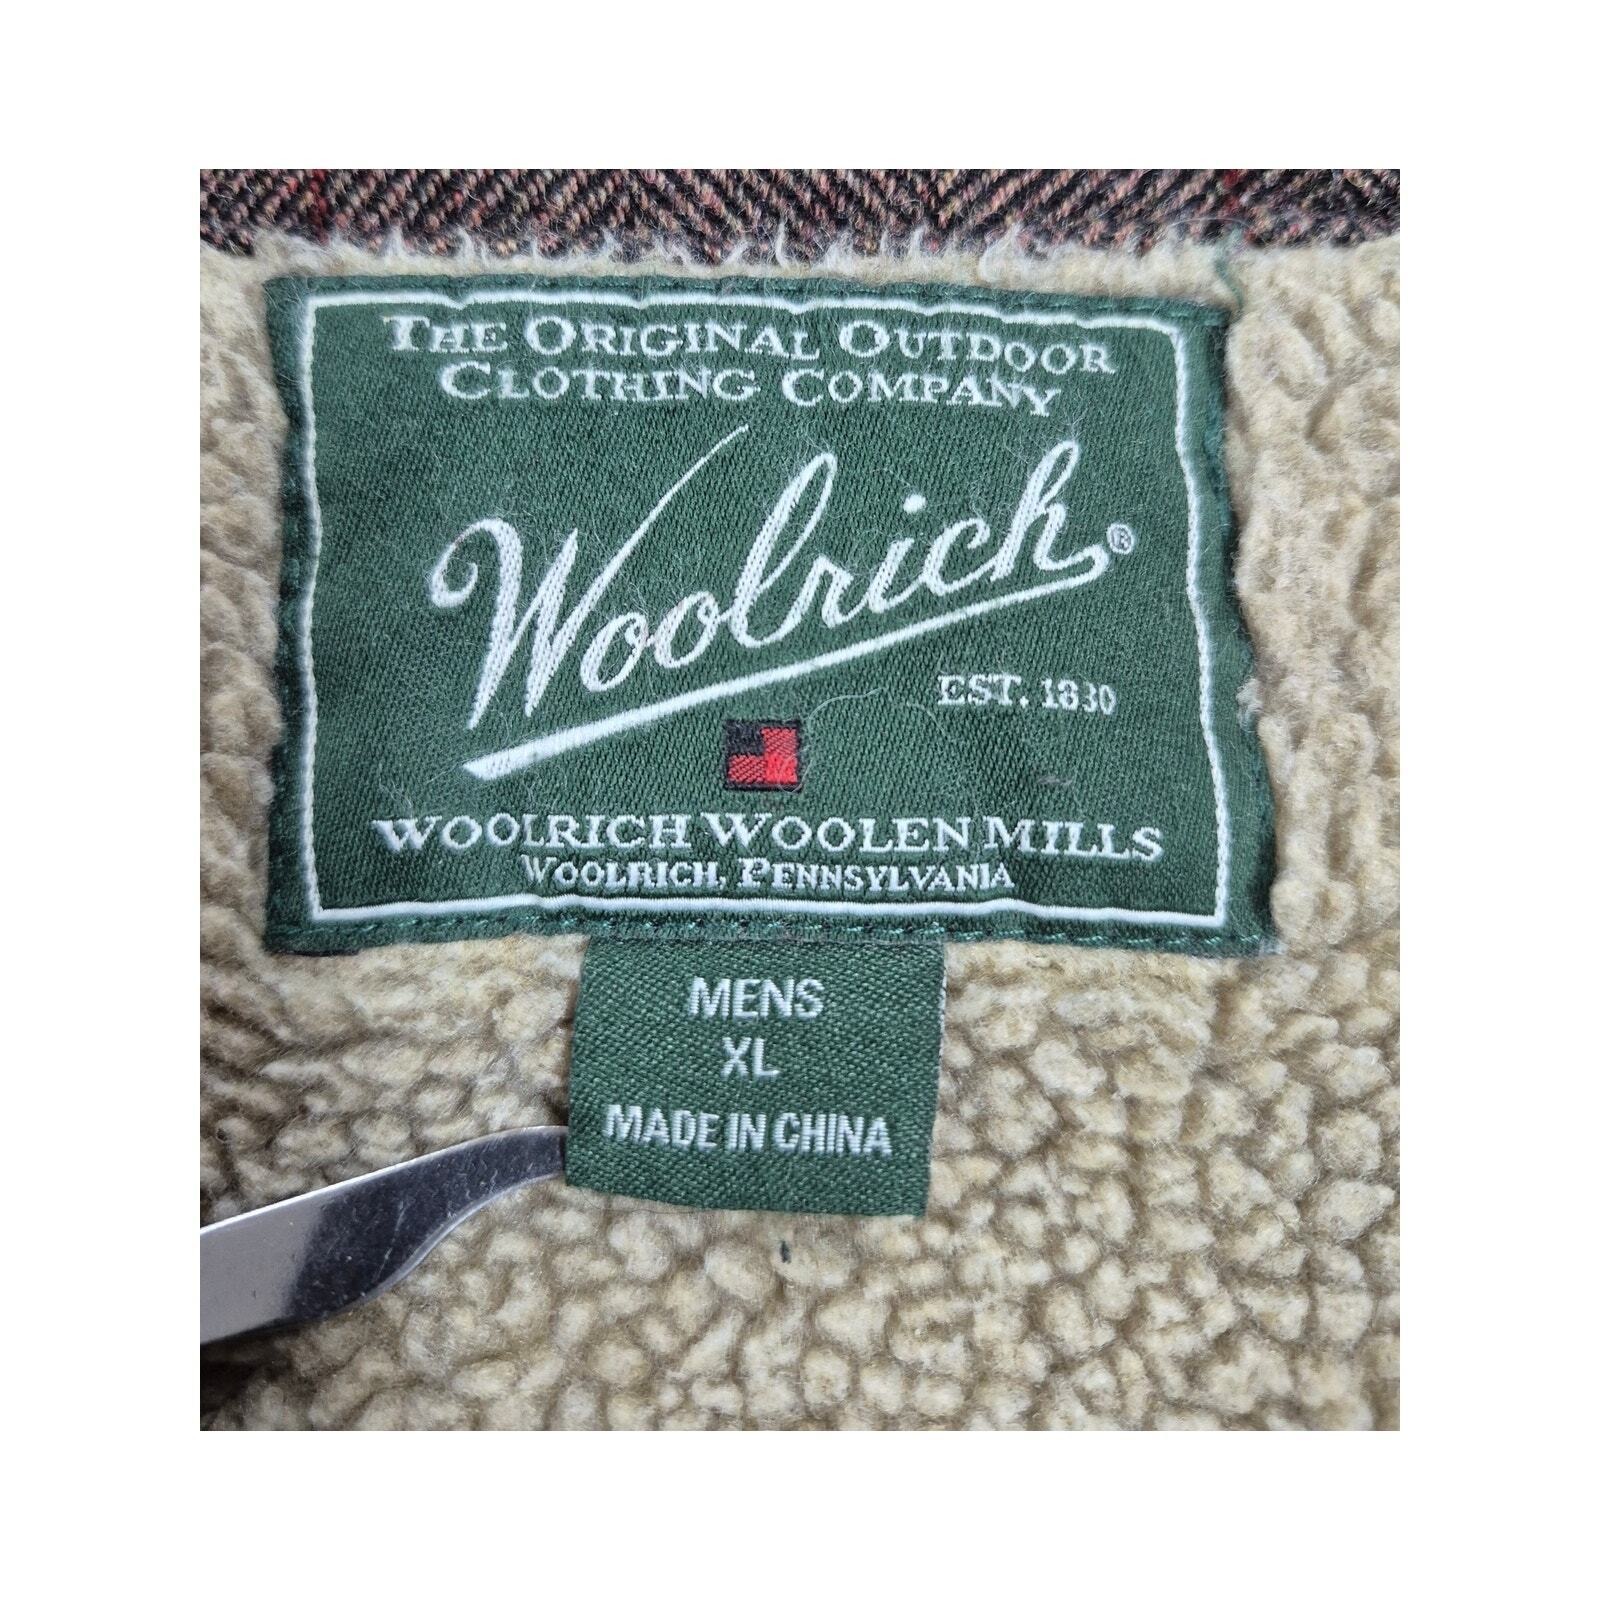 THE ORIGINAL OUTDOOR
CLOTHING COMPANY
Woolrich®
EST. 1830
WOOLRICH WOOLEN MILLS
WOOLRICH, PENNSYLVANIA
MENS
XL
MADE IN CHINA